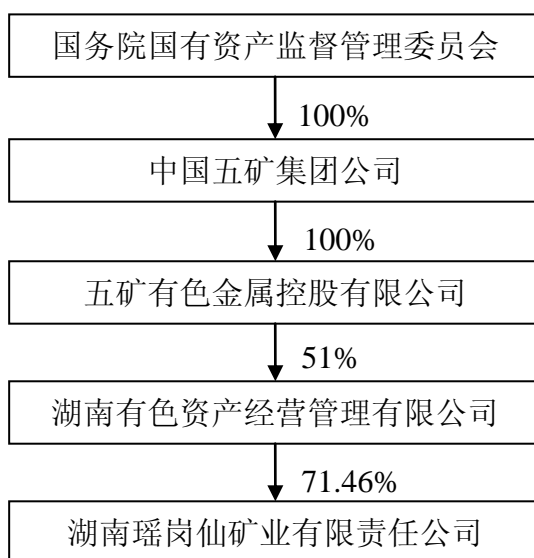 国务院国有资产监督管理委员会
100%
中国五矿集团公司
100%
五矿有色金属控股有限公司
51%
湖南有色资产经营管理有限公司
71.46%
湖南瑶岗仙矿业有限责任公司